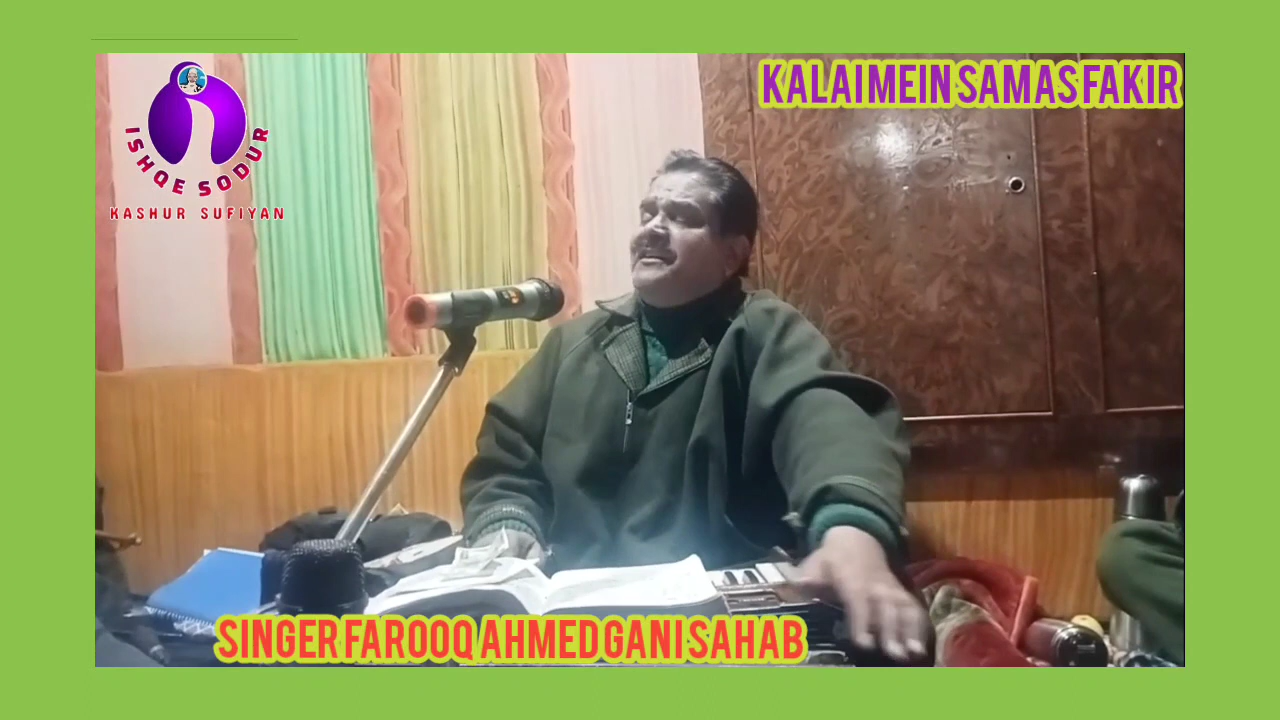 ISHQE SODUR
KASHUR SUFIYAN
KALAIMEIN SAMAS FAKIR
SINGER FAROOQ AHMED GANI SAHAB